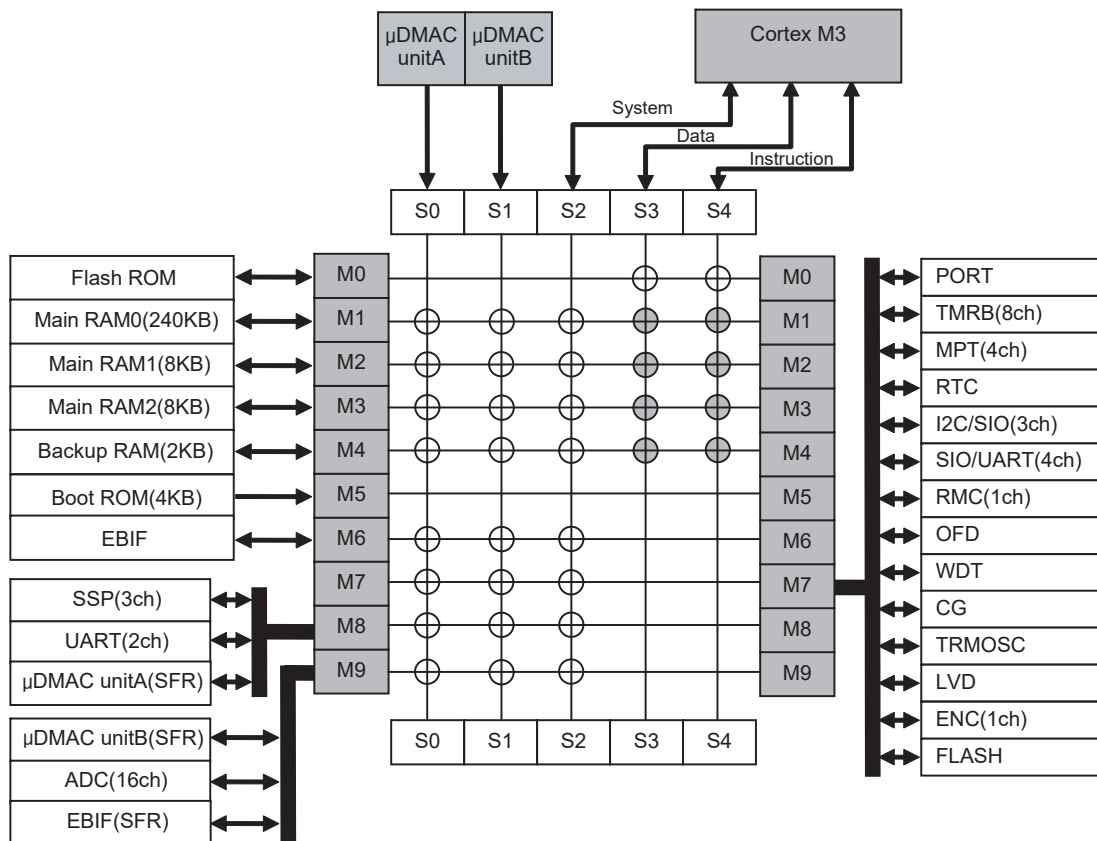 µDMAC
unitA
µDMAC
unitB
Cortex M3
System
Data
Instruction
S0
S1
S2
S3
S4
Flash ROM
Main RAM0(240KB)
Main RAM1(8KB)
Main RAM2(8KB)
Backup RAM(2KB)
Boot ROM(4KB)
EBIF
SSP(3ch)
UART(2ch)
µDMAC unitA(SFR)
µDMAC unitB(SFR)
ADC(16ch)
EBIF(SFR)
M0
M1
M2
M3
M4
M5
M6
M7
M8
M9
M0
M1
M2
M3
M4
M5
M6
M7
M8
M9
PORT
TMRB(8ch)
MPT(4ch)
RTC
I2C/SIO(3ch)
SIO/UART(4ch)
RMC(1ch)
OFD
WDT
CG
TRMOSC
LVD
ENC(1ch)
FLASH
S0
S1
S2
S3
S4